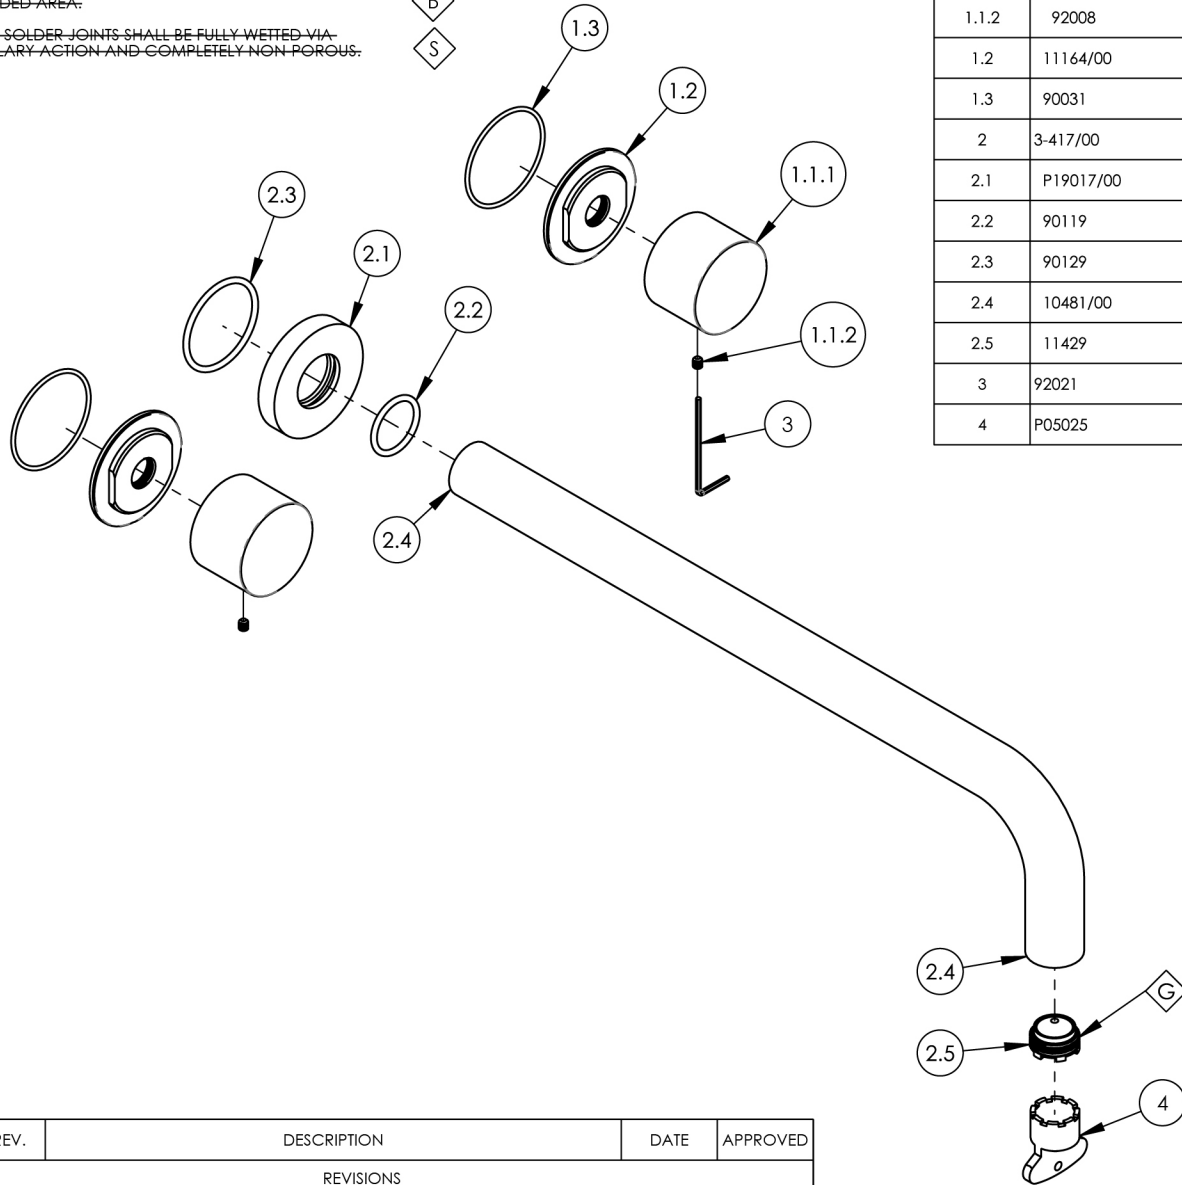 DED AREA.
SOLDER JOINTS SHALL BE FULLY WETTED VIA
LARY ACTION AND COMPLETELY NON POROUS.
B
S
1.3
1.2
1.1.1
2.3
2.1
2.2
1.1.2
3
2.4
2.4
G
2.5
4
1.1.2 92008
1.2 11164/00
1.3 90031
2 3-417/00
2.1 P19017/00
2.2 90119
2.3 90129
2.4 10481/00
2.5 11429
3 92021
4 P05025
REV. DESCRIPTION DATE APPROVED
REVISIONS